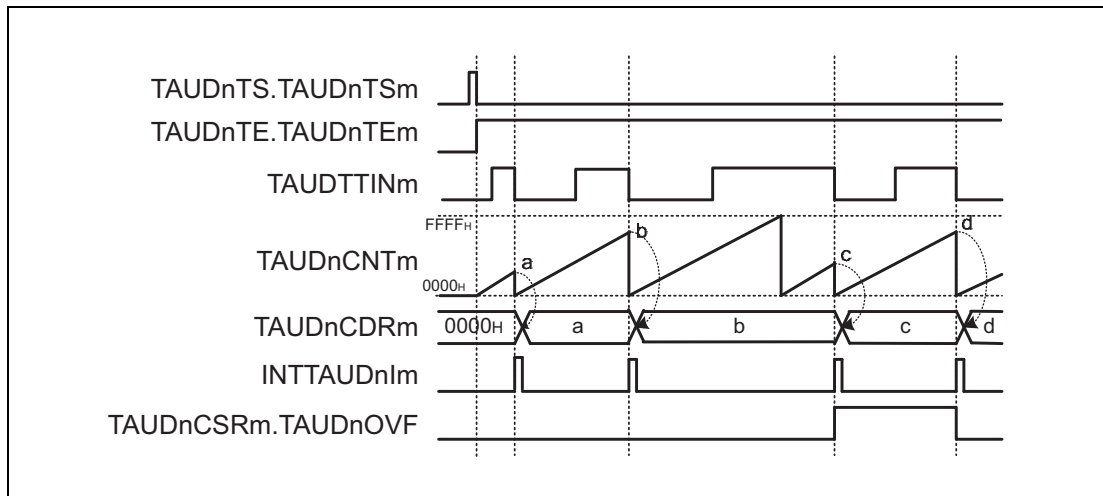 TAUDnTS.TAUDnTSm
TAUDnTE.TAUDnTEm
TAUDTTINm
FFFFH
TAUDnCNTm
a
b
c
d
0000H
TAUDnCDRm
0000H
a
b
c
d
INTTAUDnIm
TAUDnCSRm.TAUDnOVF